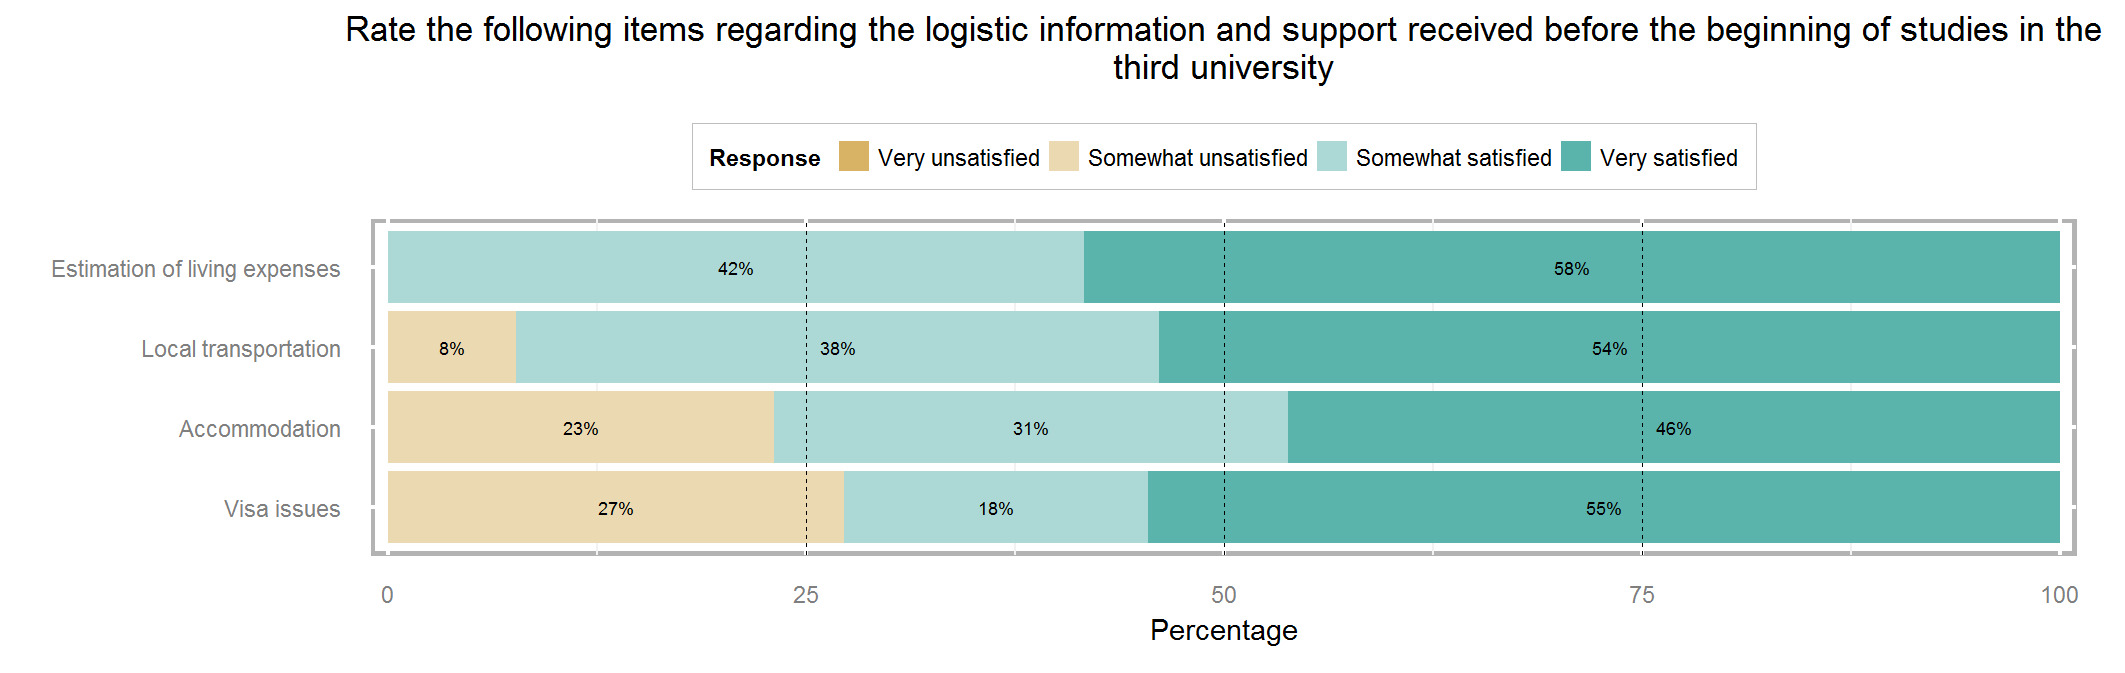 Rate the following items regarding the logistic information and support received before the beginning of studies in the
third university
Response Very unsatisfied Somewhat unsatisfied Somewhat satisfied Very satisfied
Estimation of living expenses 42% 58%
Local transportation 8% 38% 54%
Accommodation 23% 31% 46%
Visa issues 27% 18% 55%
0 25 50 75 100
Percentage